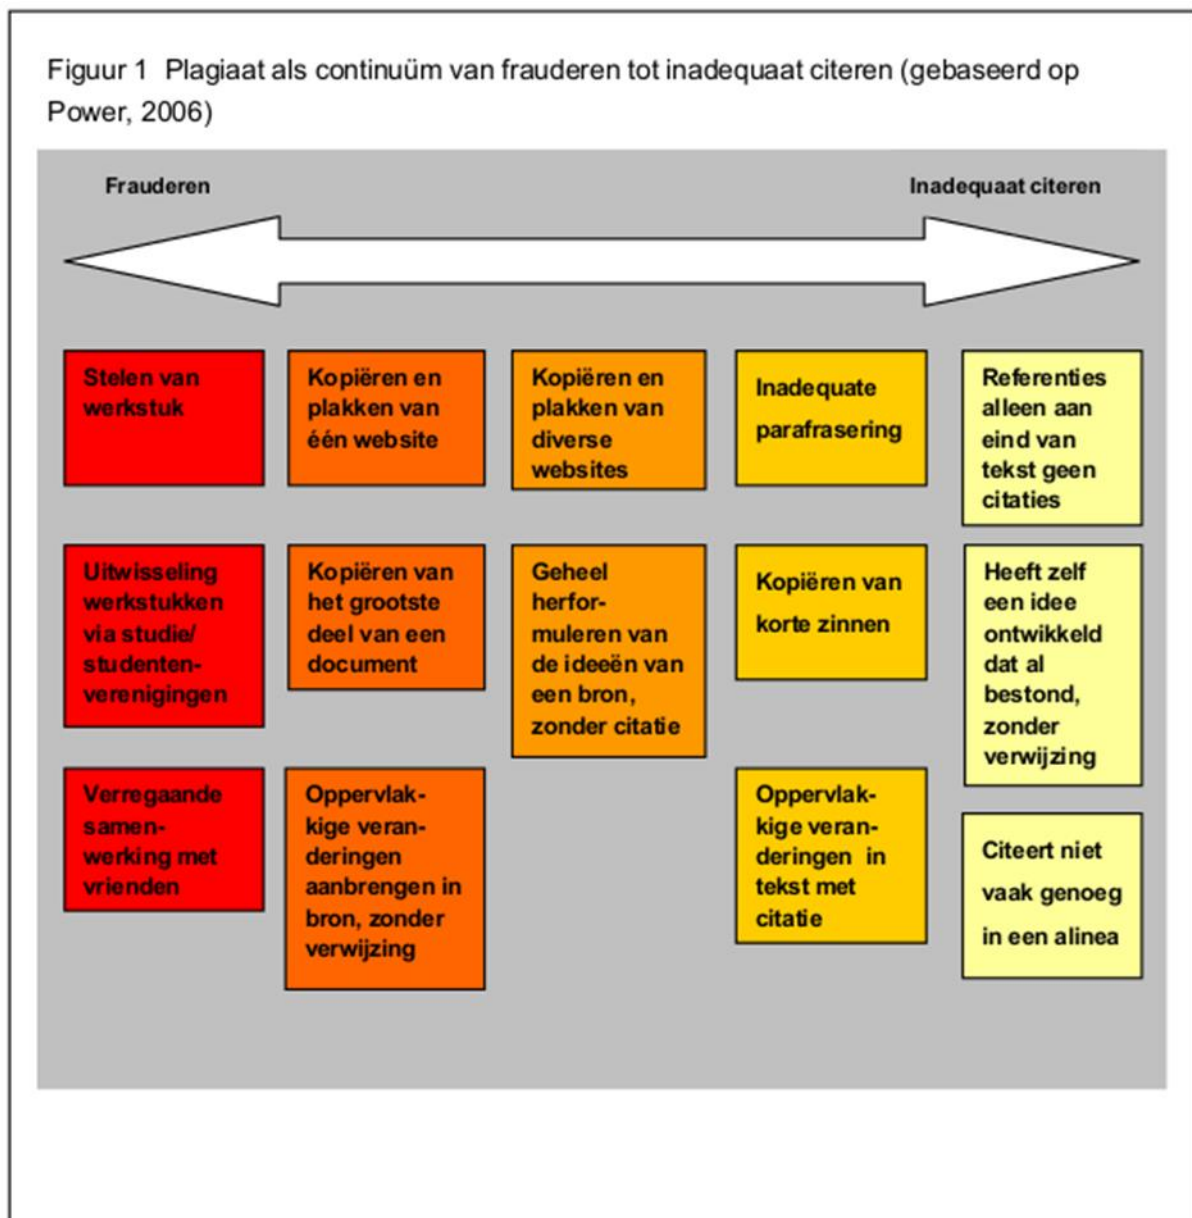 Figuur 1  Plagiaat als continuüm van frauderen tot inadequaat citeren (gebaseerd op
Power, 2006)
Frauderen
Inadequaat citeren
Stelen van
werkstuk
Kopiëren en
plakken van
één website
Kopiëren en
plakken van
diverse
websites
Inadequate
parafrasering
Referenties
alleen aan
eind van
tekst geen
citaties
Uitwisseling
werkstukken
via studie/
studenten-
verenigingen
Kopiëren van
het grootste
deel van een
document
Geheel
herfor-
muleren van
de ideeën van
een bron,
zonder citatie
Kopiëren van
korte zinnen
Heeft zelf
een idee
ontwikkeld
dat al
bestond,
zonder
verwijzing
Verregaande
samen-
werking met
vrienden
Oppervlak-
kige veran-
deringen
aanbrengen in
bron, zonder
verwijzing
Oppervlak-
kige veran-
deringen  in
tekst met
citatie
Citeert niet
vaak genoeg
in een alinea